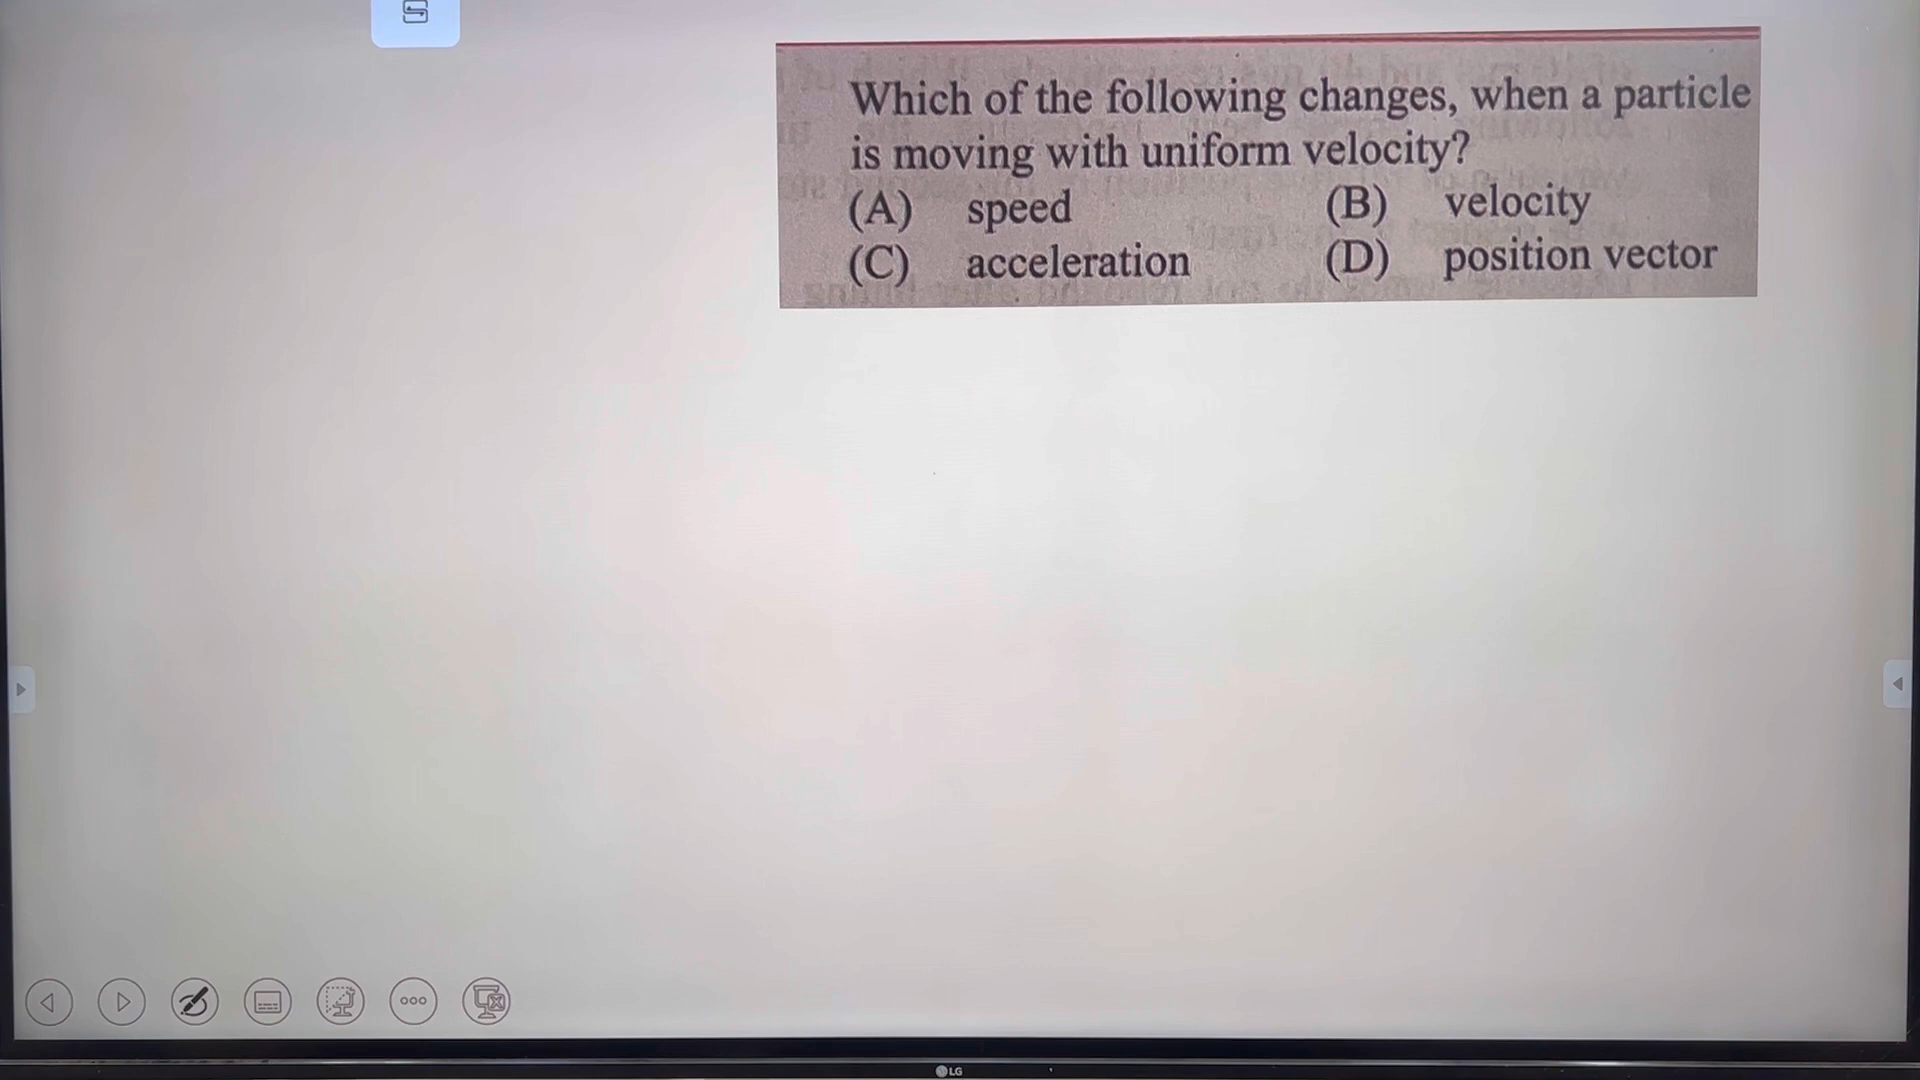 Which of the following changes, when a particle
is moving with uniform velocity?
(A) speed (B) velocity
(C) acceleration (D) position vector
LG